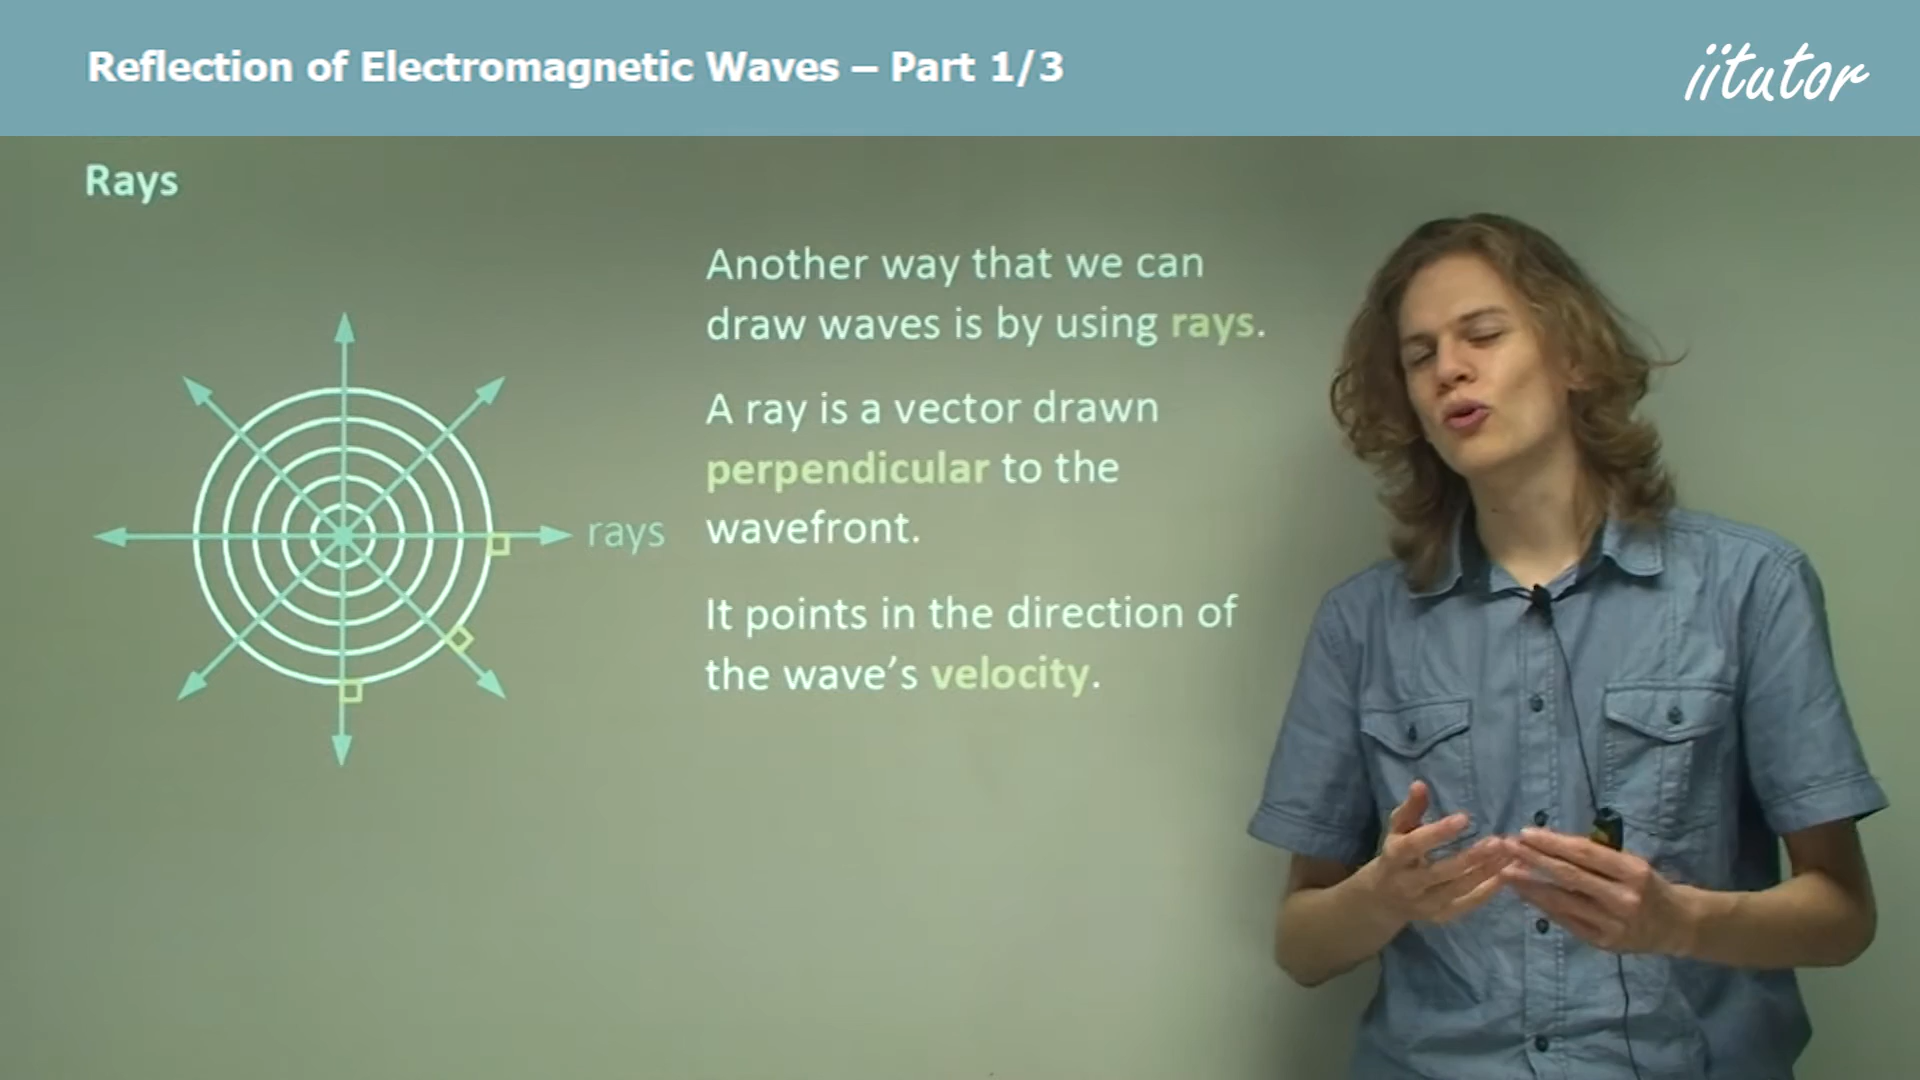 Reflection of Electromagnetic Waves – Part 1/3
iitutor
Rays
Another way that we can
draw waves is by using rays.
A ray is a vector drawn
perpendicular to the
wavefront.
It points in the direction of
the wave's velocity.
rays